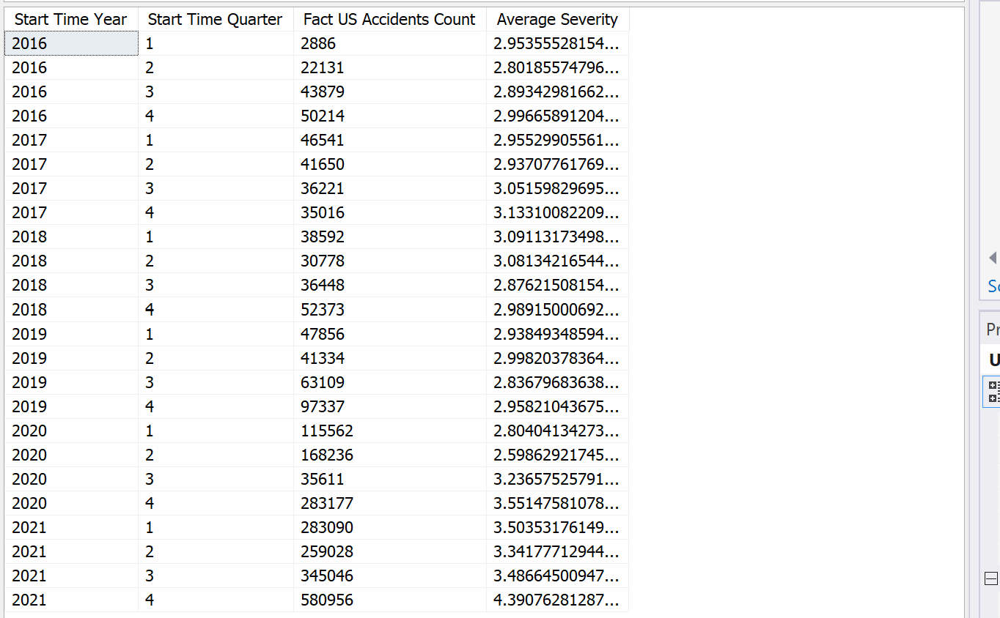 Start Time Year Start Time Quarter Fact US Accidents Count Average Severity
2016 1 2886 2.95355528154...
2016 2 22131 2.80185574796...
2016 3 43879 2.89342981662...
2016 4 50214 2.99665891204...
2017 1 46541 2.95529905561...
2017 2 41650 2.93707761769...
2017 3 36221 3.05159829695...
2017 4 35016 3.13310082209...
2018 1 38592 3.09113173498...
2018 2 30778 3.08134216544...
2018 3 36448 2.87621508154...
2018 4 52373 2.98915000692...
2019 1 47856 2.93849348594...
2019 2 41334 2.99820378364...
2019 3 63109 2.83679683638...
2019 4 97337 2.95821043675...
2020 1 115562 2.80404134273...
2020 2 168236 2.59862921745...
2020 3 35611 3.23657525791...
2020 4 283177 3.55147581078...
2021 1 283090 3.50353176149...
2021 2 259028 3.34177712944...
2021 3 345046 3.48664500947...
2021 4 580956 4.39076281287...